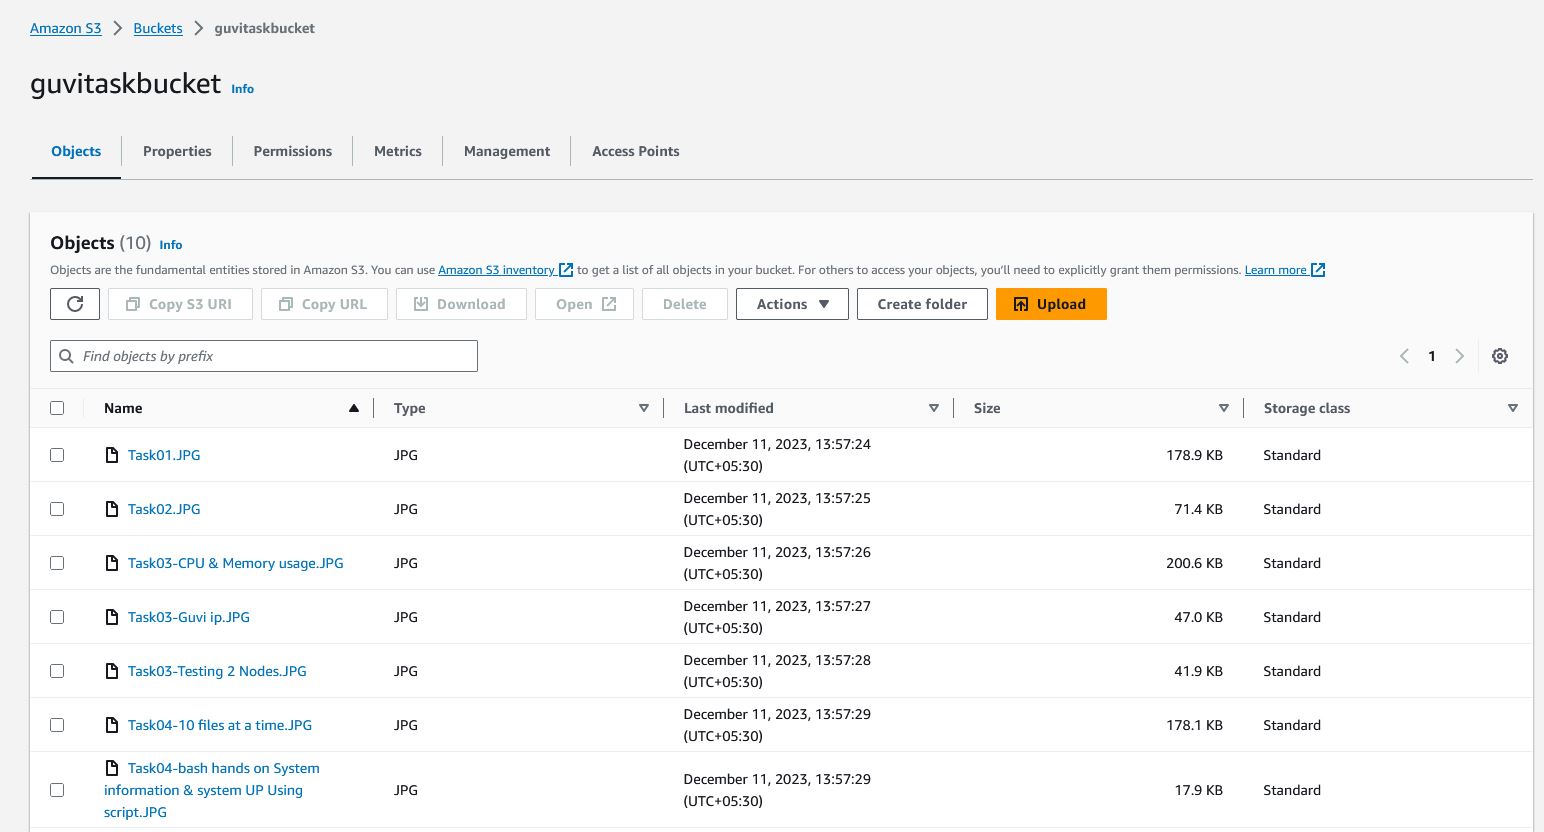 Amazon S3 > Buckets > guvitaskbucket
guvitaskbucket Info
Objects Properties Permissions Metrics Management Access Points
Objects (10) Info
Objects are the fundamental entities stored in Amazon S3. You can use Amazon S3 inventory to get a list of all objects in your bucket. For others to access your objects, you'll need to explicitly grant them permissions. Learn more
Copy S3 URI Copy URL Download Open Delete Actions Create folder Upload
Find objects by prefix 1
Name Type Last modified Size Storage class
Task01.JPG JPG December 11, 2023, 13:57:24 (UTC+05:30) 178.9 KB Standard
Task02.JPG JPG December 11, 2023, 13:57:25 (UTC+05:30) 71.4 KB Standard
Task03-CPU & Memory usage.JPG JPG December 11, 2023, 13:57:26 (UTC+05:30) 200.6 KB Standard
Task03-Guvi ip.JPG JPG December 11, 2023, 13:57:27 (UTC+05:30) 47.0 KB Standard
Task03-Testing 2 Nodes.JPG JPG December 11, 2023, 13:57:28 (UTC+05:30) 41.9 KB Standard
Task04-10 files at a time.JPG JPG December 11, 2023, 13:57:29 (UTC+05:30) 178.1 KB Standard
Task04-bash hands on System
information & system UP Using
script.JPG JPG December 11, 2023, 13:57:29 (UTC+05:30) 17.9 KB Standard